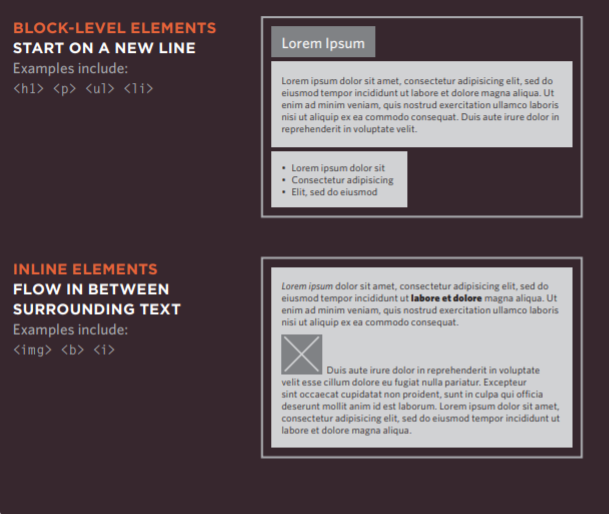 BLOCK-LEVEL ELEMENTS
START ON A NEW LINE
Examples include:
<h1> <p> <ul> <li>
Lorem Ipsum
Lorem ipsum dolor sit amet, consectetur adipisicing elit, sed do
eiusmod tempor incididunt ut labore et dolore magna aliqua. Ut
enim ad minim veniam, quis nostrud exercitation ullamco laboris
nisi ut aliquip ex ea commodo consequat. Duis aute irure dolor in
reprehenderit in voluptate velit.
• Lorem ipsum dolor sit
• Consectetur adipisicing
• Elit, sed do eiusmod
INLINE ELEMENTS
FLOW IN BETWEEN
SURROUNDING TEXT
Examples include:
<img> <b> <i>
Lorem ipsum dolor sit amet, consectetur adipisicing elit, sed do
eiusmod tempor incididunt ut labore et dolore magna aliqua. Ut
enim ad minim veniam, quis nostrud exercitation ullamco laboris
nisi ut aliquip ex ea commodo consequat.
Duis aute irure dolor in reprehenderit in voluptate
velit esse cillum dolore eu fugiat nulla pariatur. Excepteur
sint occaecat cupidatat non proident, sunt in culpa qui officia
deserunt mollit anim id est laborum. Lorem ipsum dolor sit amet,
consectetur adipisicing elit, sed do eiusmod tempor incididunt ut
labore et dolore magna aliqua.